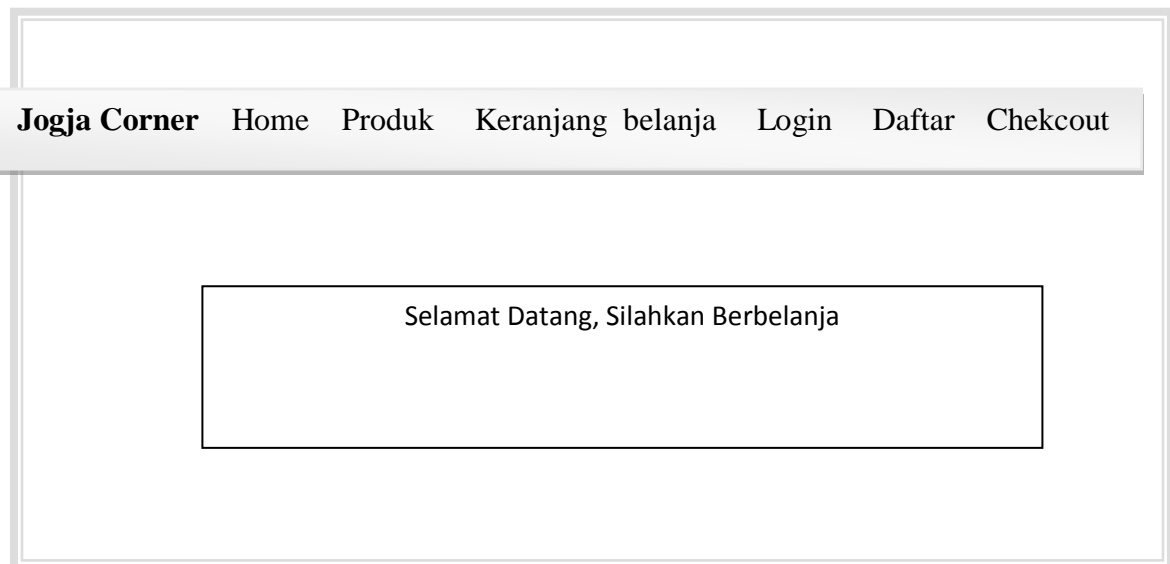 Jogja Corner Home Produk Keranjang belanja Login Daftar Chekcout
Selamat Datang, Silahkan Berbelanja